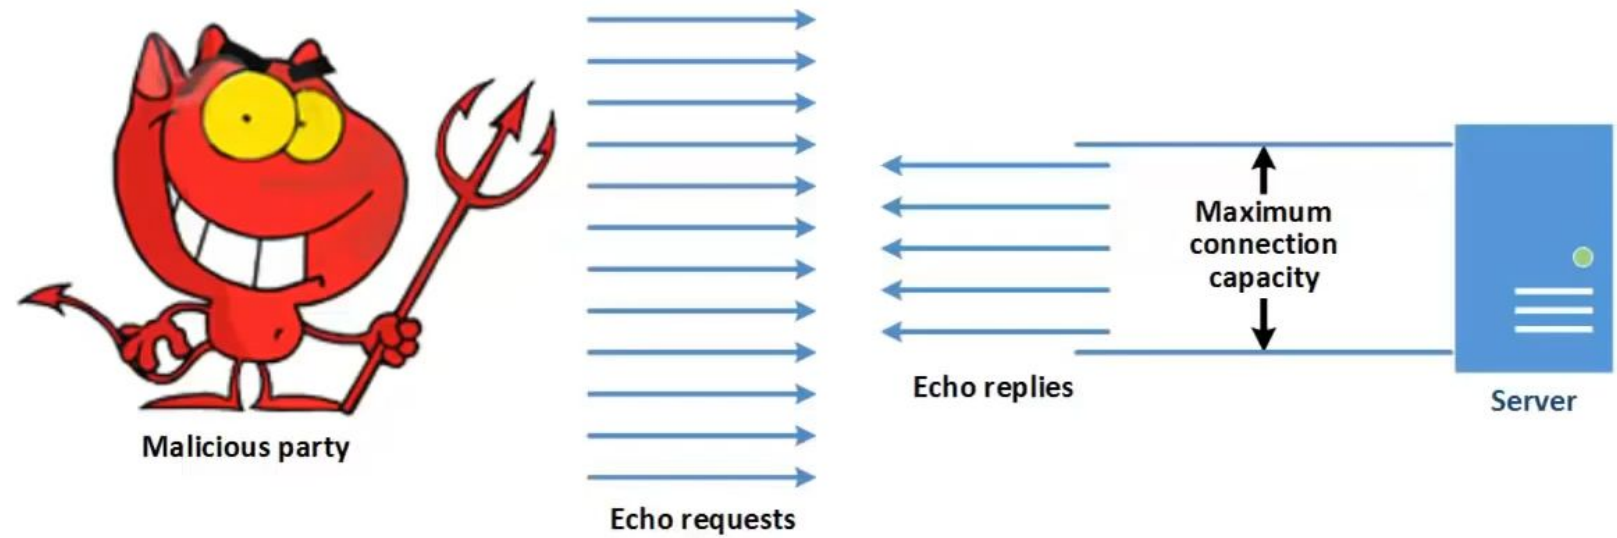 Malicious party
Echo requests
Echo replies
Maximum
connection
capacity
Server